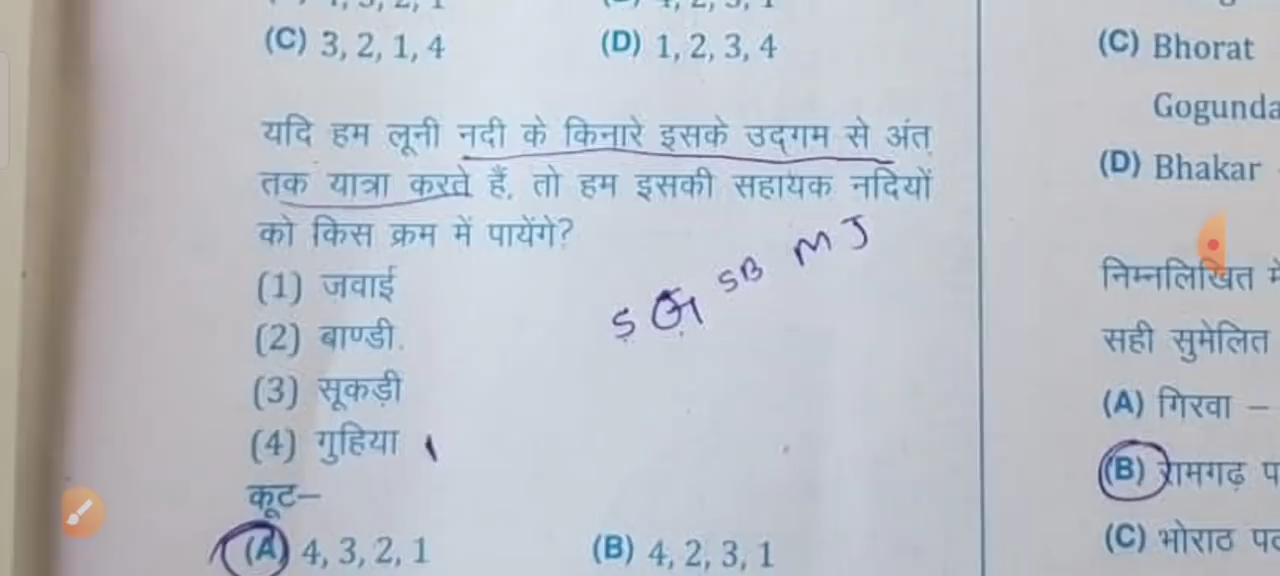 (C) 3, 2, 1, 4
(D) 1, 2, 3, 4
यदि हम लूनी नदी के किनारे इसके उद्गम से अंत
तक यात्रा करते हैं, तो हम इसकी सहायक नदियों
को किस क्रम में पायेंगे?
(1) जवाई
(2) बाण्डी.
(3) सूकड़ी
(4) गुहिया
SB M J
कूट–
(A) 4, 3, 2, 1
(B) 4, 2, 3, 1
(C) Bhorat
Gogunda
(D) Bhakar
निम्नलिखित में
सही सुमेलित
(A) गिरवा –
(B) रामगढ़
(C) भोराठ